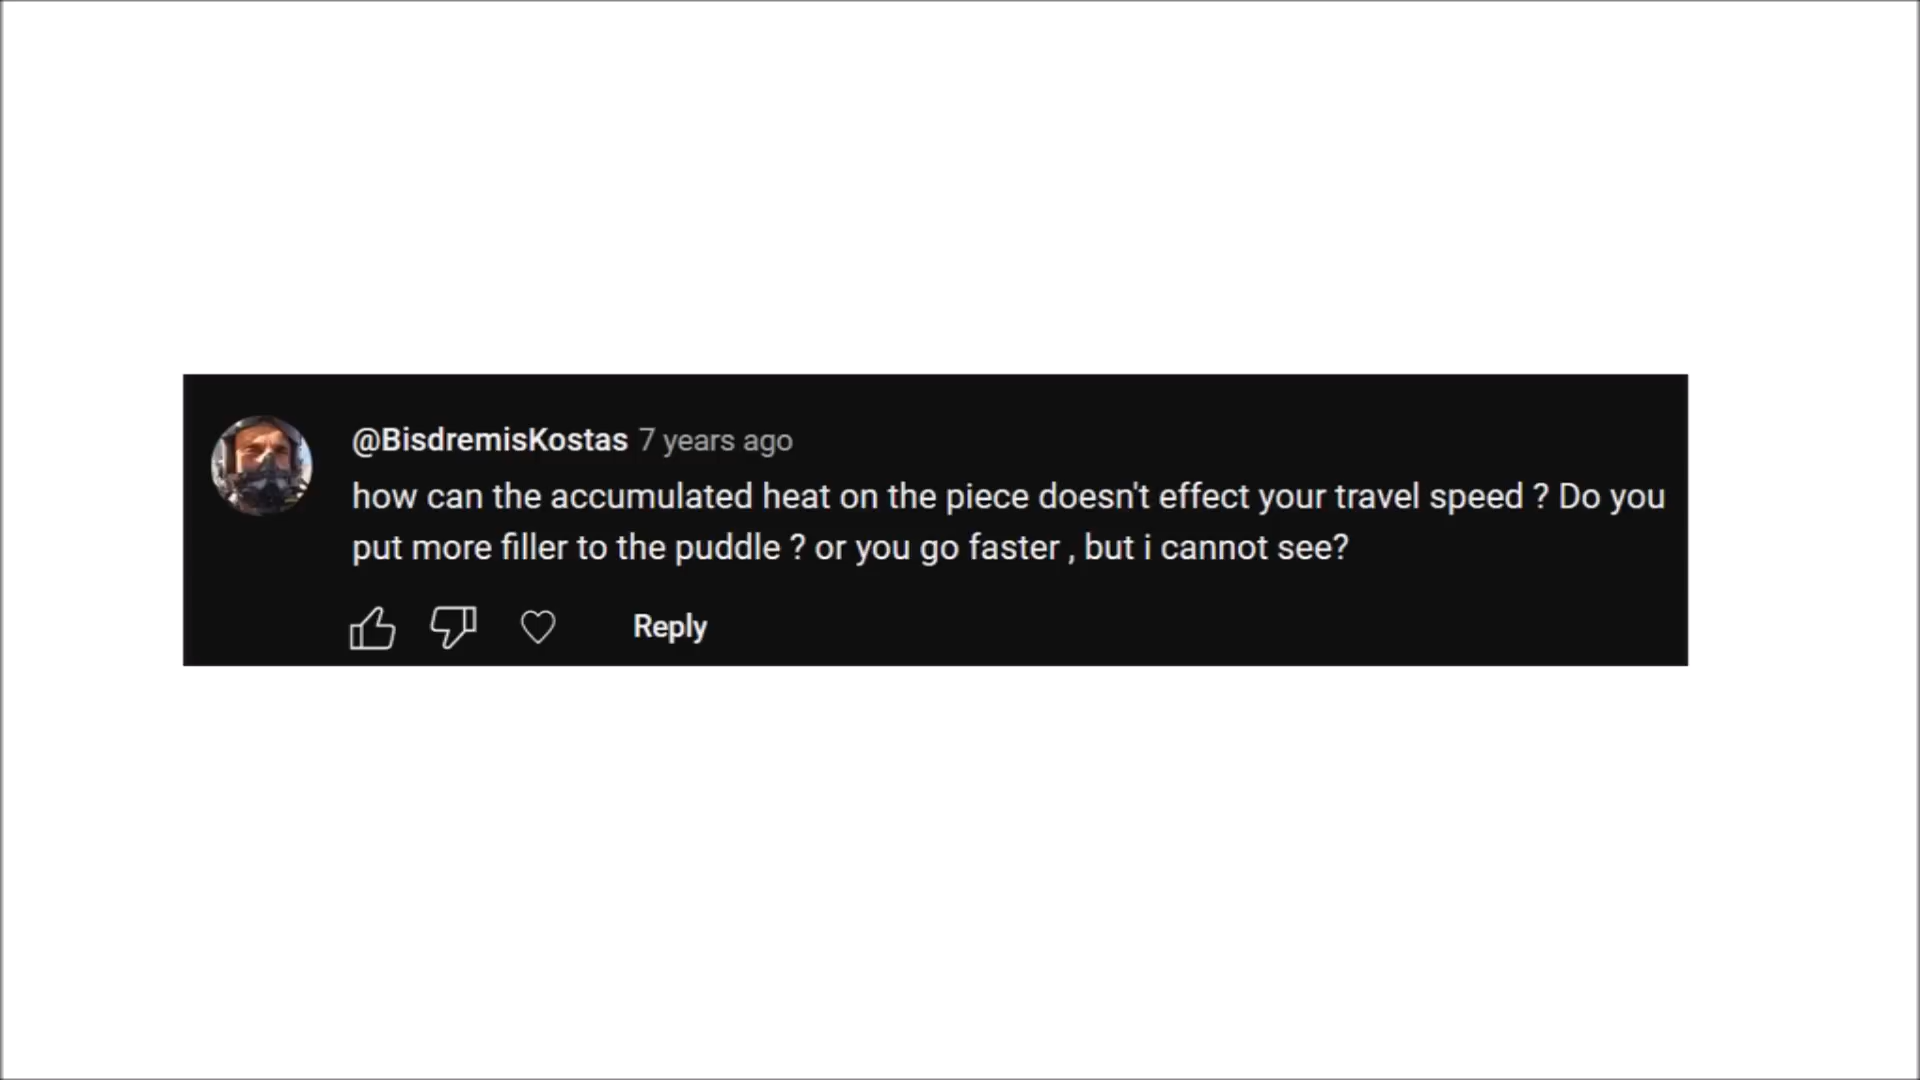 @BisdremisKostas 7 years ago
how can the accumulated heat on the piece doesn't effect your travel speed ? Do you
put more filler to the puddle ? or you go faster , but i cannot see?
Reply